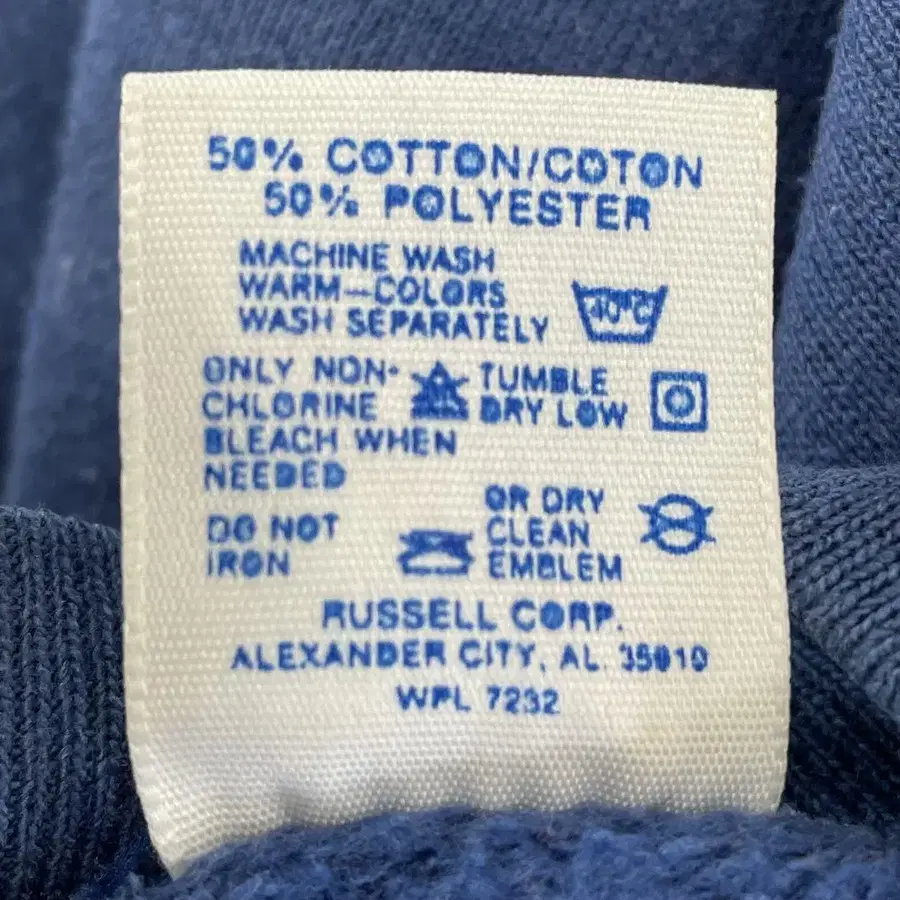 50% COTTON/COTON
50% POLYESTER
MACHINE WASH
WARM-COLORS
WASH SEPARATELY
40°C
ONLY NON-
CHLORINE
BLEACH WHEN
NEEDED
TUMBLE
DRY LOW
DO NOT
IRON
OR DRY
CLEAN
EMBLEM
RUSSELL CORP.
ALEXANDER CITY, AL. 35010
WPL 7232